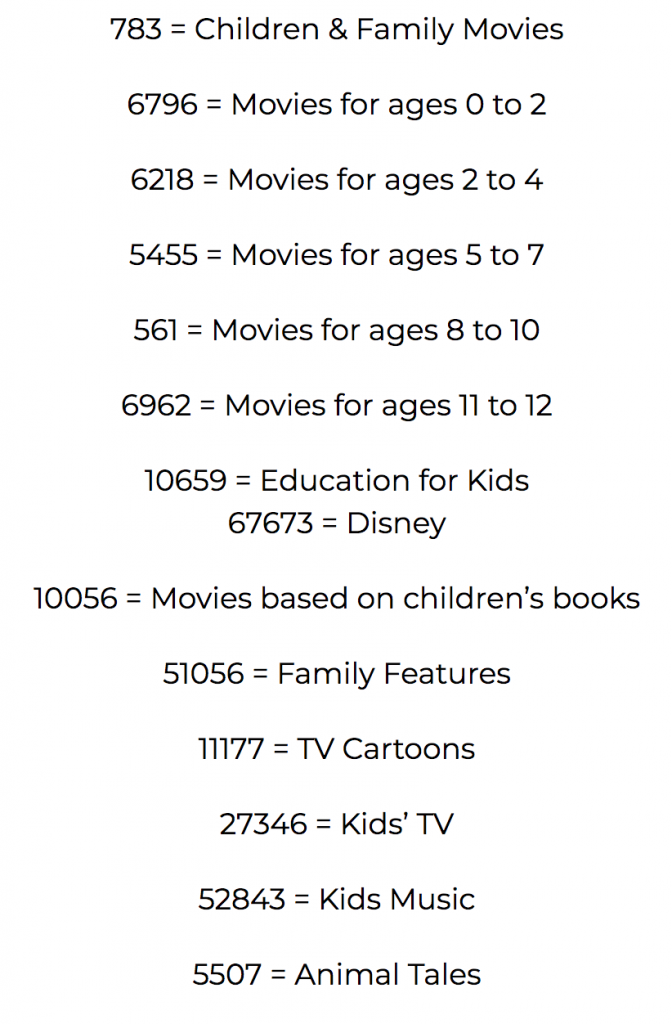 783 = Children & Family Movies
6796 = Movies for ages 0 to 2
6218 = Movies for ages 2 to 4
5455 = Movies for ages 5 to 7
561 = Movies for ages 8 to 10
6962 = Movies for ages 11 to 12
10659 = Education for Kids
67673 = Disney
10056 = Movies based on children’s books
51056 = Family Features
11177 = TV Cartoons
27346 = Kids’ TV
52843 = Kids Music
5507 = Animal Tales